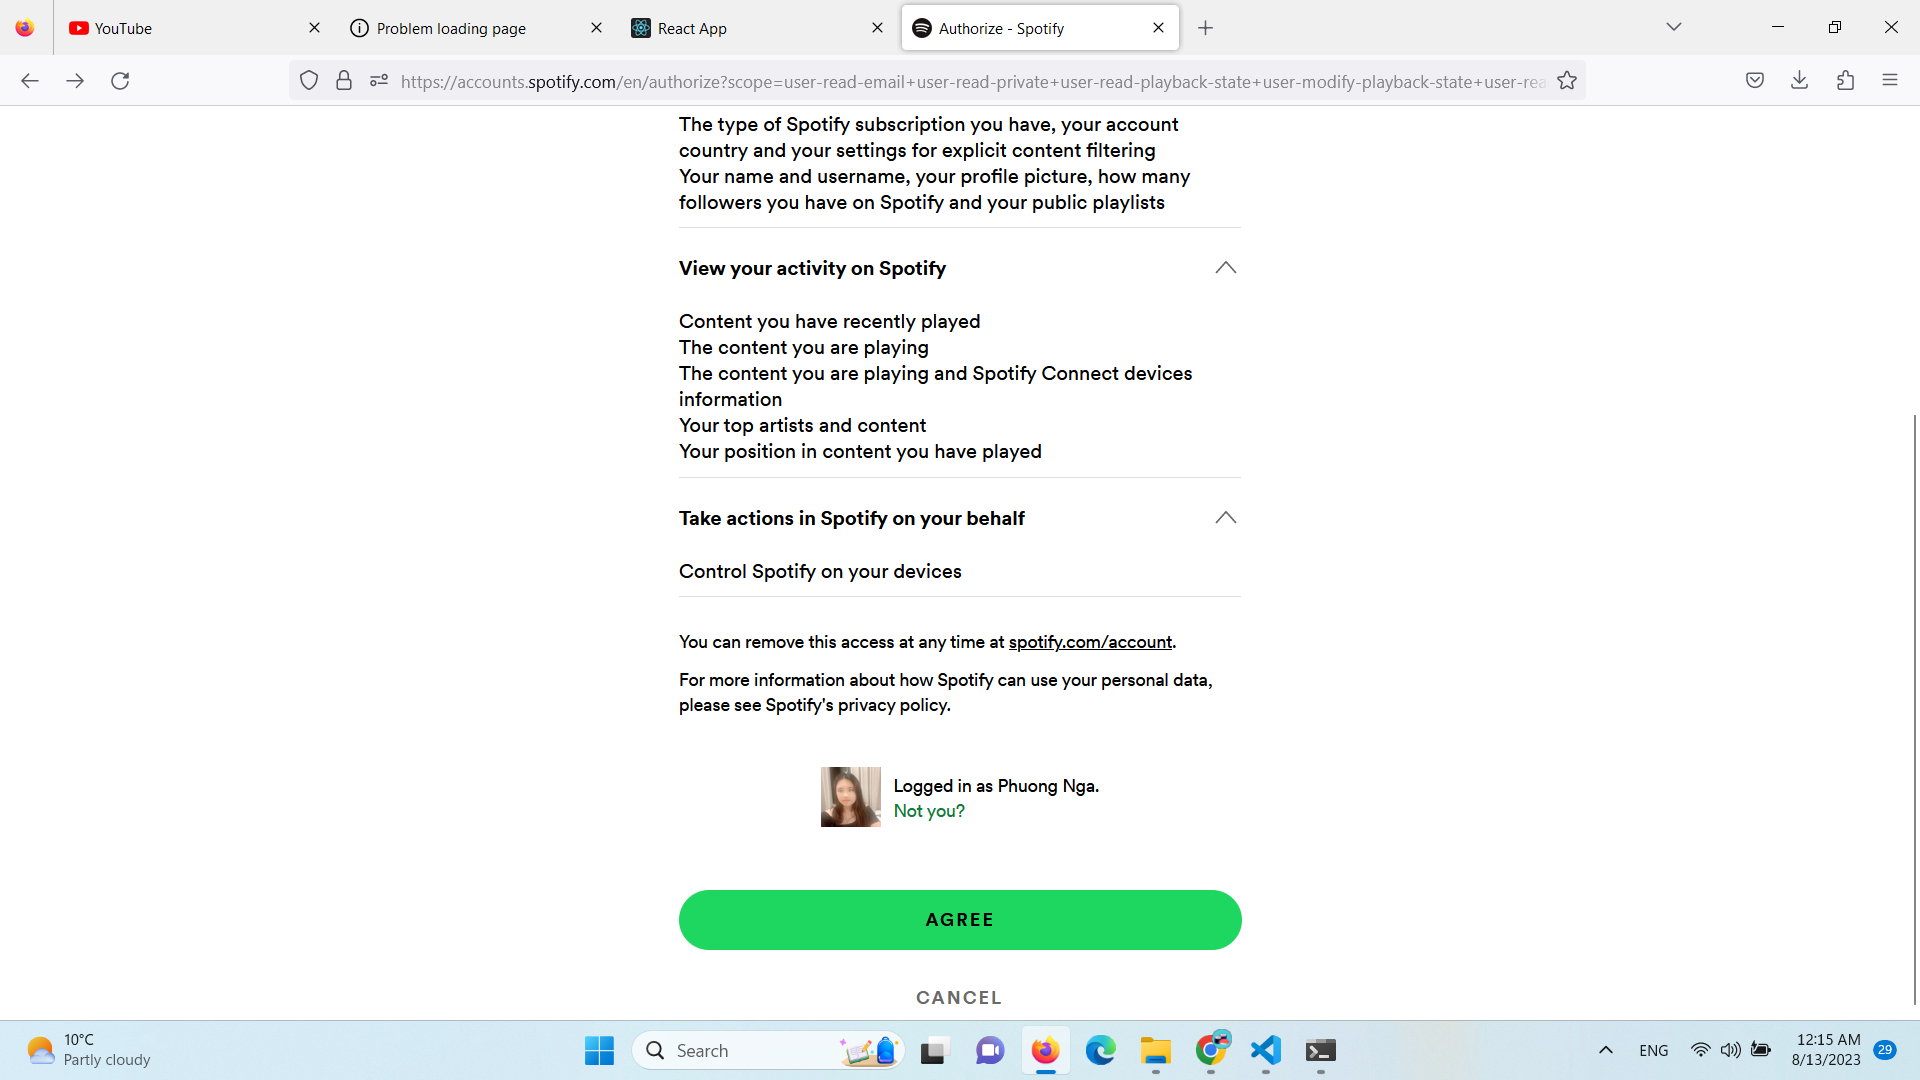 YouTube
Problem loading page
React App
Authorize - Spotify
https://accounts.spotify.com/en/authorize?scope=user-read-email+user-read-private+user-read-playback-state+user-modify-playback-state+user-rea
The type of Spotify subscription you have, your account
country and your settings for explicit content filtering
Your name and username, your profile picture, how many
followers you have on Spotify and your public playlists
View your activity on Spotify
Content you have recently played
The content you are playing
The content you are playing and Spotify Connect devices
information
Your top artists and content
Your position in content you have played
Take actions in Spotify on your behalf
Control Spotify on your devices
You can remove this access at any time at spotify.com/account.
For more information about how Spotify can use your personal data,
please see Spotify's privacy policy.
Logged in as Phuong Nga.
Not you?
AGREE
CANCEL
10°C
Partly cloudy
Search
ENG
12:15 AM
8/13/2023
29